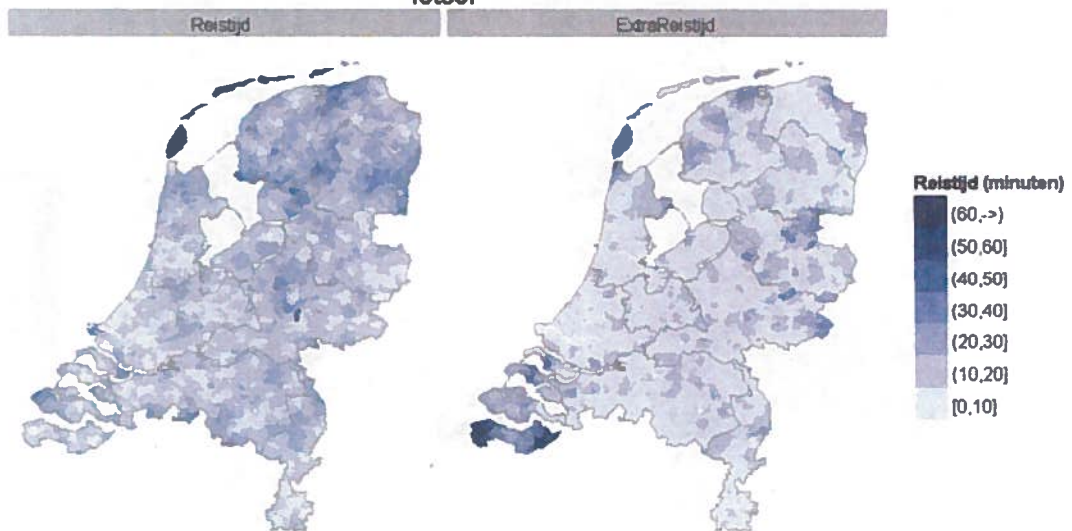 Reistijd
ExtraReistijd
Reistijd (minuten)
(60,->)
(50,60]
(40,50]
(30,40]
(20,30]
(10,20]
[0,10]